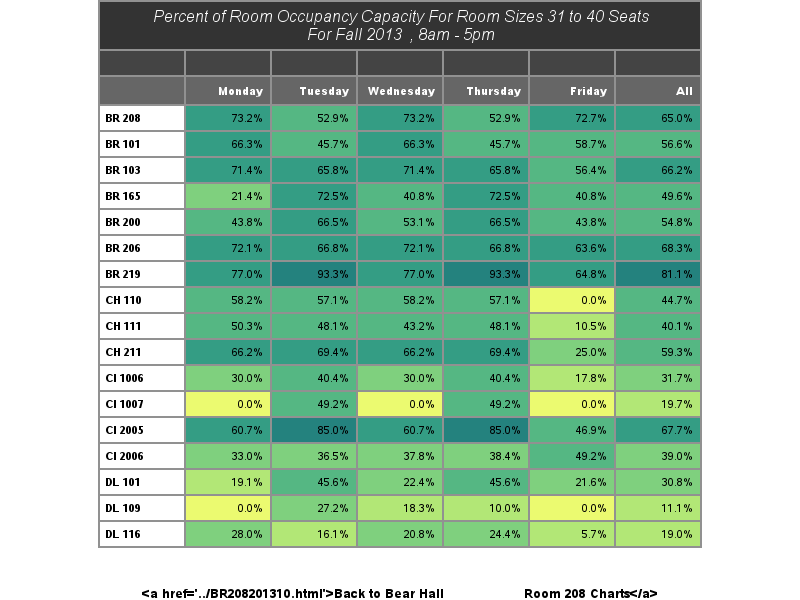 Percent of Room Occupancy Capacity For Room Sizes 31 to 40 Seats
For Fall 2013 , 8am - 5pm
Monday Tuesday Wednesday Thursday Friday All
BR 208 73.2% 52.9% 73.2% 52.9% 72.7% 65.0%
BR 101 66.3% 45.7% 66.3% 45.7% 58.7% 56.6%
BR 103 71.4% 65.8% 71.4% 65.8% 56.4% 66.2%
BR 165 21.4% 72.5% 40.8% 72.5% 40.8% 49.6%
BR 200 43.8% 66.5% 53.1% 66.5% 43.8% 54.8%
BR 206 72.1% 66.8% 72.1% 66.8% 63.6% 68.3%
BR 219 77.0% 93.3% 77.0% 93.3% 64.8% 81.1%
CH 110 58.2% 57.1% 58.2% 57.1% 0.0% 44.7%
CH 111 50.3% 48.1% 43.2% 48.1% 10.5% 40.1%
CH 211 66.2% 69.4% 66.2% 69.4% 25.0% 59.3%
CI 1006 30.0% 40.4% 30.0% 40.4% 17.8% 31.7%
CI 1007 0.0% 49.2% 0.0% 49.2% 0.0% 19.7%
CI 2005 60.7% 85.0% 60.7% 85.0% 46.9% 67.7%
CI 2006 33.0% 36.5% 37.8% 38.4% 49.2% 39.0%
DL 101 19.1% 45.6% 22.4% 45.6% 21.6% 30.8%
DL 109 0.0% 27.2% 18.3% 10.0% 0.0% 11.1%
DL 116 28.0% 16.1% 20.8% 24.4% 5.7% 19.0%
<a href='../BR208201310.html'>Back to Bear Hall Room 208 Charts</a>